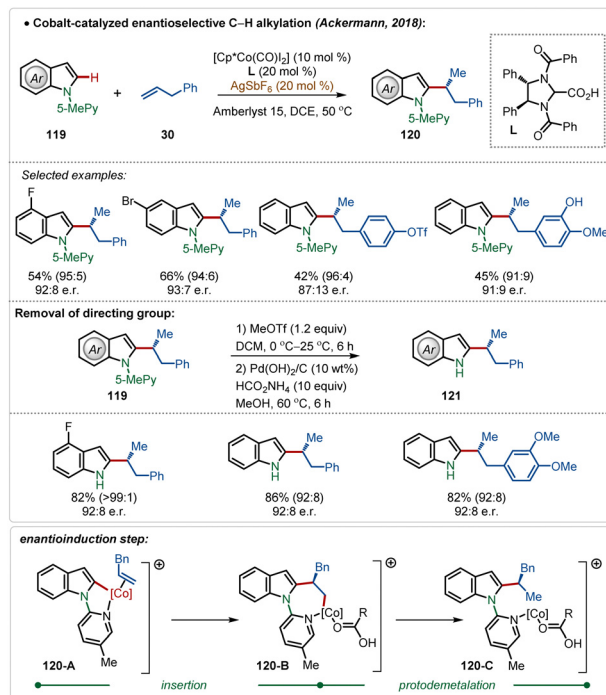 • Cobalt-catalyzed enantioselective C–H alkylation (Ackermann, 2018):
Ar
H
N
5-MePy
119
+
Ph
30
[Cp*Co(CO)I2] (10 mol %)
L (20 mol %)
AgSbF6 (20 mol %)
Amberlyst 15, DCE, 50 °C
Ar
Me
N
Ph
5-MePy
120
O
Ph
Ph
N
CO2H
Ph
N
O
Ph
L
Selected examples:
F
Me
N
Ph
5-MePy
54% (95:5)
92:8 e.r.
Br
Me
N
Ph
5-MePy
66% (94:6)
93:7 e.r.
Me
N
OTf
5-MePy
42% (96:4)
87:13 e.r.
OH
Me
N
OMe
5-MePy
45% (91:9)
91:9 e.r.
Removal of directing group:
Ar
Me
N
Ph
5-MePy
119
1) MeOTf (1.2 equiv)
DCM, 0 °C–25 °C, 6 h
2) Pd(OH)2/C (10 wt%)
HCO2NH4 (10 equiv)
MeOH, 60 °C, 6 h
Ar
Me
N
H
Ph
121
F
Me
N
H
Ph
82% (>99:1)
92:8 e.r.
Me
N
H
Ph
86% (92:8)
92:8 e.r.
Me
OMe
N
H
OMe
82% (92:8)
92:8 e.r.
enantioinduction step:
Bn
[Co]
N
N
Me
120-A
+
Bn
N
[Co]
N
R
O
OH
Me
120-B
+
Bn
Me
N
N
[Co]
R
O
OH
Me
120-C
+
insertion
protodemetalation